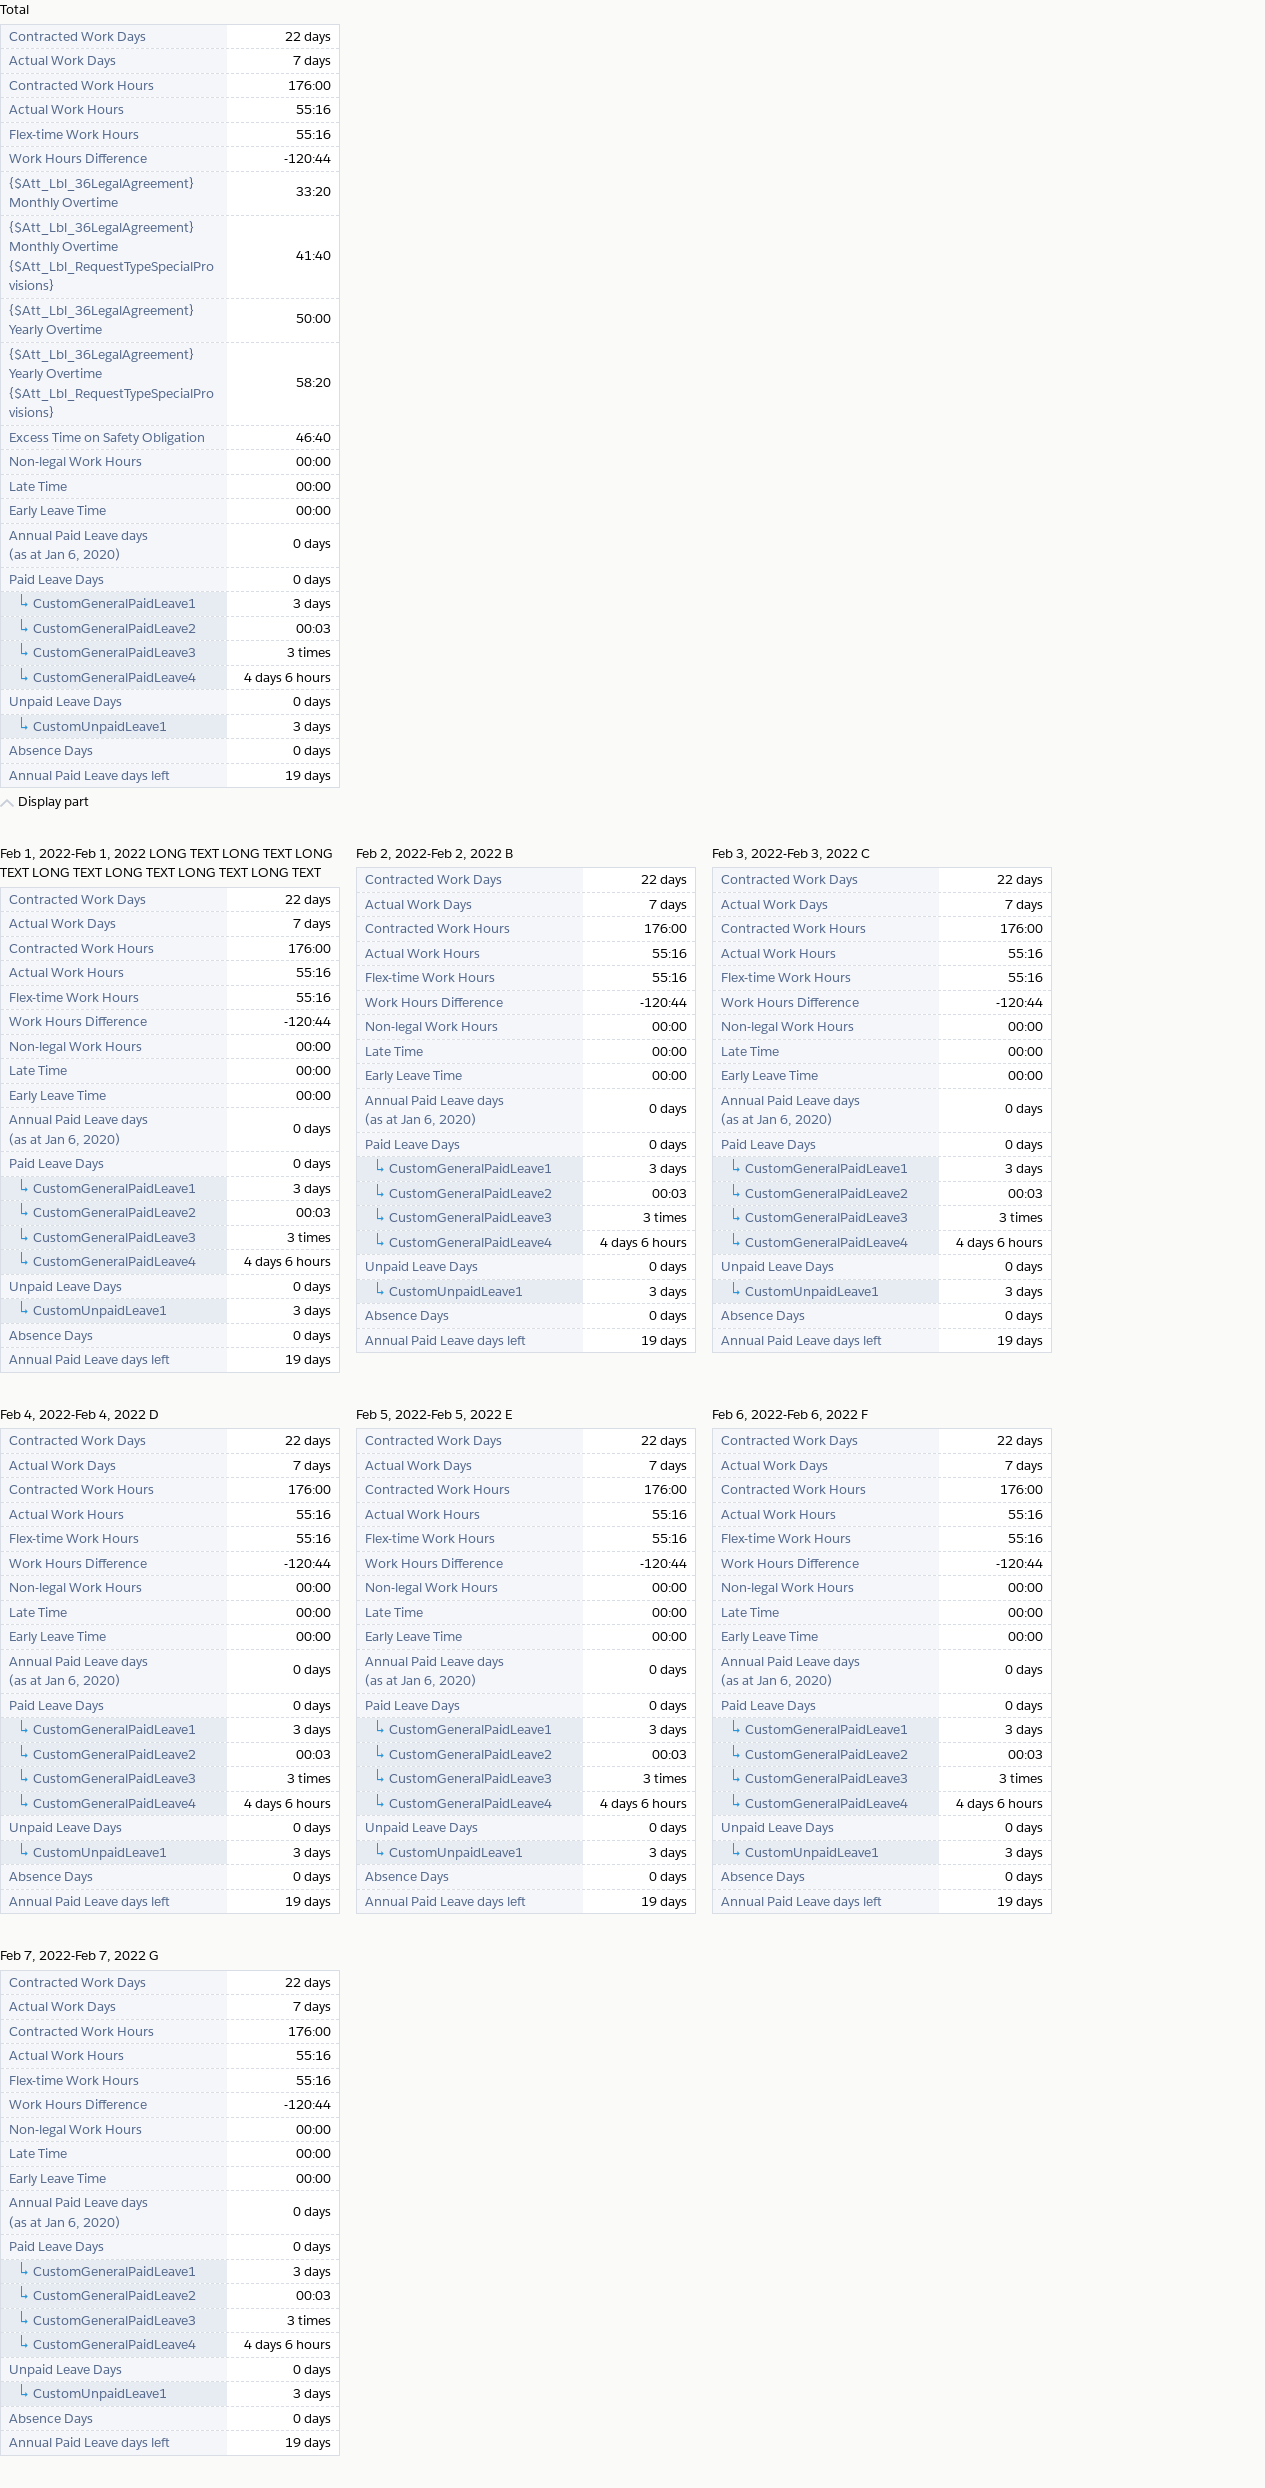 Total
Contracted Work Days 22 days
Actual Work Days 7 days
Contracted Work Hours 176:00
Actual Work Hours 55:16
Flex-time Work Hours 55:16
Work Hours Difference -120:44
{$Att_Lbl_36LegalAgreement}
Monthly Overtime 33:20
{$Att_Lbl_36LegalAgreement}
Monthly Overtime
{$Att_Lbl_RequestTypeSpecialPro
visions} 41:40
{$Att_Lbl_36LegalAgreement}
Yearly Overtime 50:00
{$Att_Lbl_36LegalAgreement}
Yearly Overtime
{$Att_Lbl_RequestTypeSpecialPro
visions} 58:20
Excess Time on Safety Obligation 46:40
Non-legal Work Hours 00:00
Late Time 00:00
Early Leave Time 00:00
Annual Paid Leave days
(as at Jan 6, 2020) 0 days
Paid Leave Days 0 days
CustomGeneralPaidLeave1 3 days
CustomGeneralPaidLeave2 00:03
CustomGeneralPaidLeave3 3 times
CustomGeneralPaidLeave4 4 days 6 hours
Unpaid Leave Days 0 days
CustomUnpaidLeave1 3 days
Absence Days 0 days
Annual Paid Leave days left 19 days
Display part
Feb 1, 2022-Feb 1, 2022 LONG TEXT LONG TEXT LONG
TEXT LONG TEXT LONG TEXT LONG TEXT LONG TEXT
Contracted Work Days 22 days
Actual Work Days 7 days
Contracted Work Hours 176:00
Actual Work Hours 55:16
Flex-time Work Hours 55:16
Work Hours Difference -120:44
Non-legal Work Hours 00:00
Late Time 00:00
Early Leave Time 00:00
Annual Paid Leave days
(as at Jan 6, 2020) 0 days
Paid Leave Days 0 days
CustomGeneralPaidLeave1 3 days
CustomGeneralPaidLeave2 00:03
CustomGeneralPaidLeave3 3 times
CustomGeneralPaidLeave4 4 days 6 hours
Unpaid Leave Days 0 days
CustomUnpaidLeave1 3 days
Absence Days 0 days
Annual Paid Leave days left 19 days
Feb 2, 2022-Feb 2, 2022 B
Contracted Work Days 22 days
Actual Work Days 7 days
Contracted Work Hours 176:00
Actual Work Hours 55:16
Flex-time Work Hours 55:16
Work Hours Difference -120:44
Non-legal Work Hours 00:00
Late Time 00:00
Early Leave Time 00:00
Annual Paid Leave days
(as at Jan 6, 2020) 0 days
Paid Leave Days 0 days
CustomGeneralPaidLeave1 3 days
CustomGeneralPaidLeave2 00:03
CustomGeneralPaidLeave3 3 times
CustomGeneralPaidLeave4 4 days 6 hours
Unpaid Leave Days 0 days
CustomUnpaidLeave1 3 days
Absence Days 0 days
Annual Paid Leave days left 19 days
Feb 3, 2022-Feb 3, 2022 C
Contracted Work Days 22 days
Actual Work Days 7 days
Contracted Work Hours 176:00
Actual Work Hours 55:16
Flex-time Work Hours 55:16
Work Hours Difference -120:44
Non-legal Work Hours 00:00
Late Time 00:00
Early Leave Time 00:00
Annual Paid Leave days
(as at Jan 6, 2020) 0 days
Paid Leave Days 0 days
CustomGeneralPaidLeave1 3 days
CustomGeneralPaidLeave2 00:03
CustomGeneralPaidLeave3 3 times
CustomGeneralPaidLeave4 4 days 6 hours
Unpaid Leave Days 0 days
CustomUnpaidLeave1 3 days
Absence Days 0 days
Annual Paid Leave days left 19 days
Feb 4, 2022-Feb 4, 2022 D
Contracted Work Days 22 days
Actual Work Days 7 days
Contracted Work Hours 176:00
Actual Work Hours 55:16
Flex-time Work Hours 55:16
Work Hours Difference -120:44
Non-legal Work Hours 00:00
Late Time 00:00
Early Leave Time 00:00
Annual Paid Leave days
(as at Jan 6, 2020) 0 days
Paid Leave Days 0 days
CustomGeneralPaidLeave1 3 days
CustomGeneralPaidLeave2 00:03
CustomGeneralPaidLeave3 3 times
CustomGeneralPaidLeave4 4 days 6 hours
Unpaid Leave Days 0 days
CustomUnpaidLeave1 3 days
Absence Days 0 days
Annual Paid Leave days left 19 days
Feb 5, 2022-Feb 5, 2022 E
Contracted Work Days 22 days
Actual Work Days 7 days
Contracted Work Hours 176:00
Actual Work Hours 55:16
Flex-time Work Hours 55:16
Work Hours Difference -120:44
Non-legal Work Hours 00:00
Late Time 00:00
Early Leave Time 00:00
Annual Paid Leave days
(as at Jan 6, 2020) 0 days
Paid Leave Days 0 days
CustomGeneralPaidLeave1 3 days
CustomGeneralPaidLeave2 00:03
CustomGeneralPaidLeave3 3 times
CustomGeneralPaidLeave4 4 days 6 hours
Unpaid Leave Days 0 days
CustomUnpaidLeave1 3 days
Absence Days 0 days
Annual Paid Leave days left 19 days
Feb 6, 2022-Feb 6, 2022 F
Contracted Work Days 22 days
Actual Work Days 7 days
Contracted Work Hours 176:00
Actual Work Hours 55:16
Flex-time Work Hours 55:16
Work Hours Difference -120:44
Non-legal Work Hours 00:00
Late Time 00:00
Early Leave Time 00:00
Annual Paid Leave days
(as at Jan 6, 2020) 0 days
Paid Leave Days 0 days
CustomGeneralPaidLeave1 3 days
CustomGeneralPaidLeave2 00:03
CustomGeneralPaidLeave3 3 times
CustomGeneralPaidLeave4 4 days 6 hours
Unpaid Leave Days 0 days
CustomUnpaidLeave1 3 days
Absence Days 0 days
Annual Paid Leave days left 19 days
Feb 7, 2022-Feb 7, 2022 G
Contracted Work Days 22 days
Actual Work Days 7 days
Contracted Work Hours 176:00
Actual Work Hours 55:16
Flex-time Work Hours 55:16
Work Hours Difference -120:44
Non-legal Work Hours 00:00
Late Time 00:00
Early Leave Time 00:00
Annual Paid Leave days
(as at Jan 6, 2020) 0 days
Paid Leave Days 0 days
CustomGeneralPaidLeave1 3 days
CustomGeneralPaidLeave2 00:03
CustomGeneralPaidLeave3 3 times
CustomGeneralPaidLeave4 4 days 6 hours
Unpaid Leave Days 0 days
CustomUnpaidLeave1 3 days
Absence Days 0 days
Annual Paid Leave days left 19 days